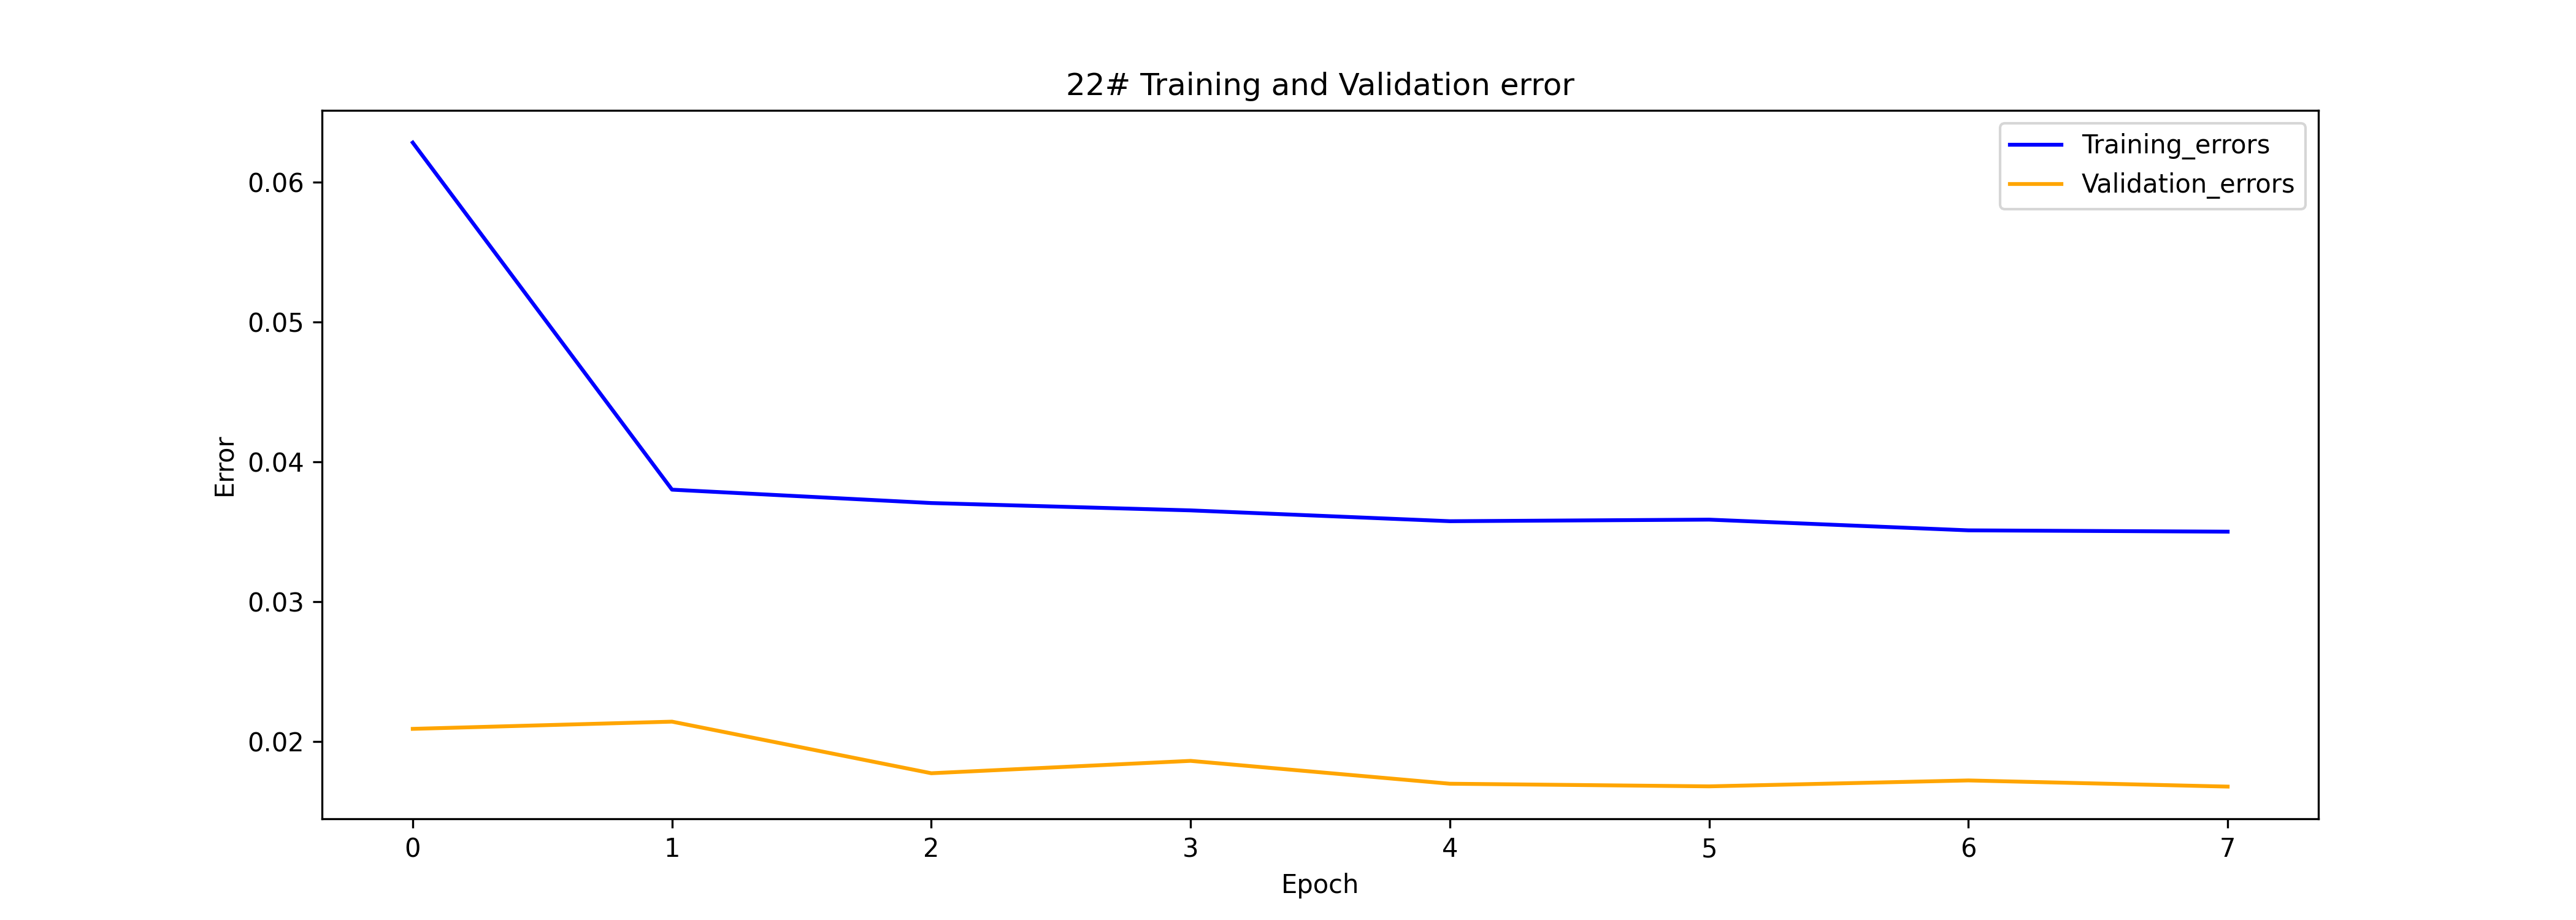 22# Training and Validation error
Training_errors
Validation_errors
0.06
0.05
0.04
0.03
0.02
Error
0 1 2 3 4 5 6 7
Epoch